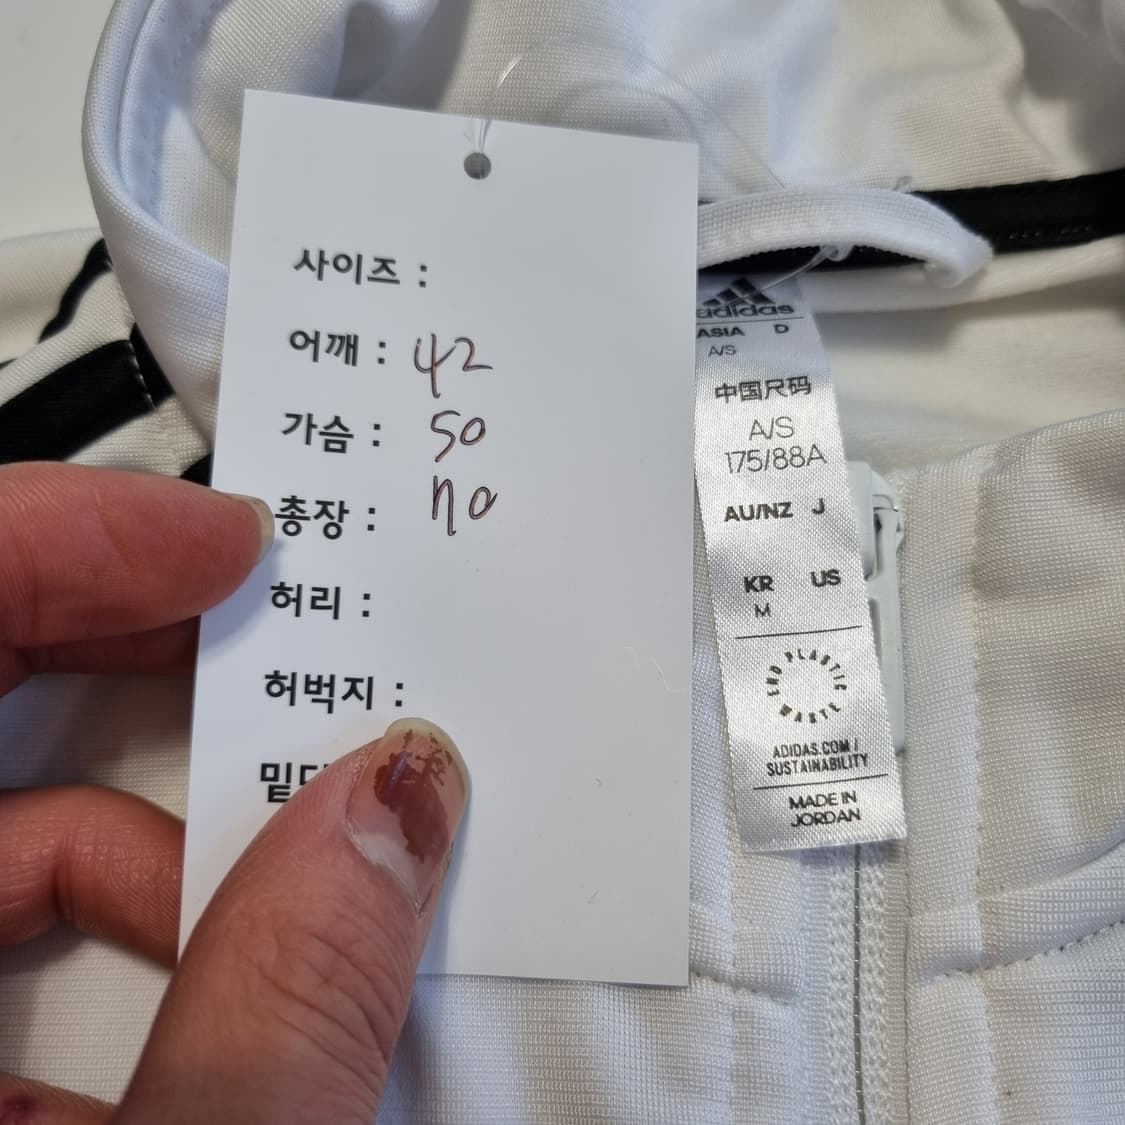 사이즈 :
어깨 : 42
가슴 : 50
총장 : 70
허리 :
허벅지 :
밑
adidas
ASIA D
A/S
中国尺码
A/S
175/88A
AU/NZ J
KR US
M
END PLASTIC WASTE
ADIDAS.COM/
SUSTAINABILITY
MADE IN
JORDAN